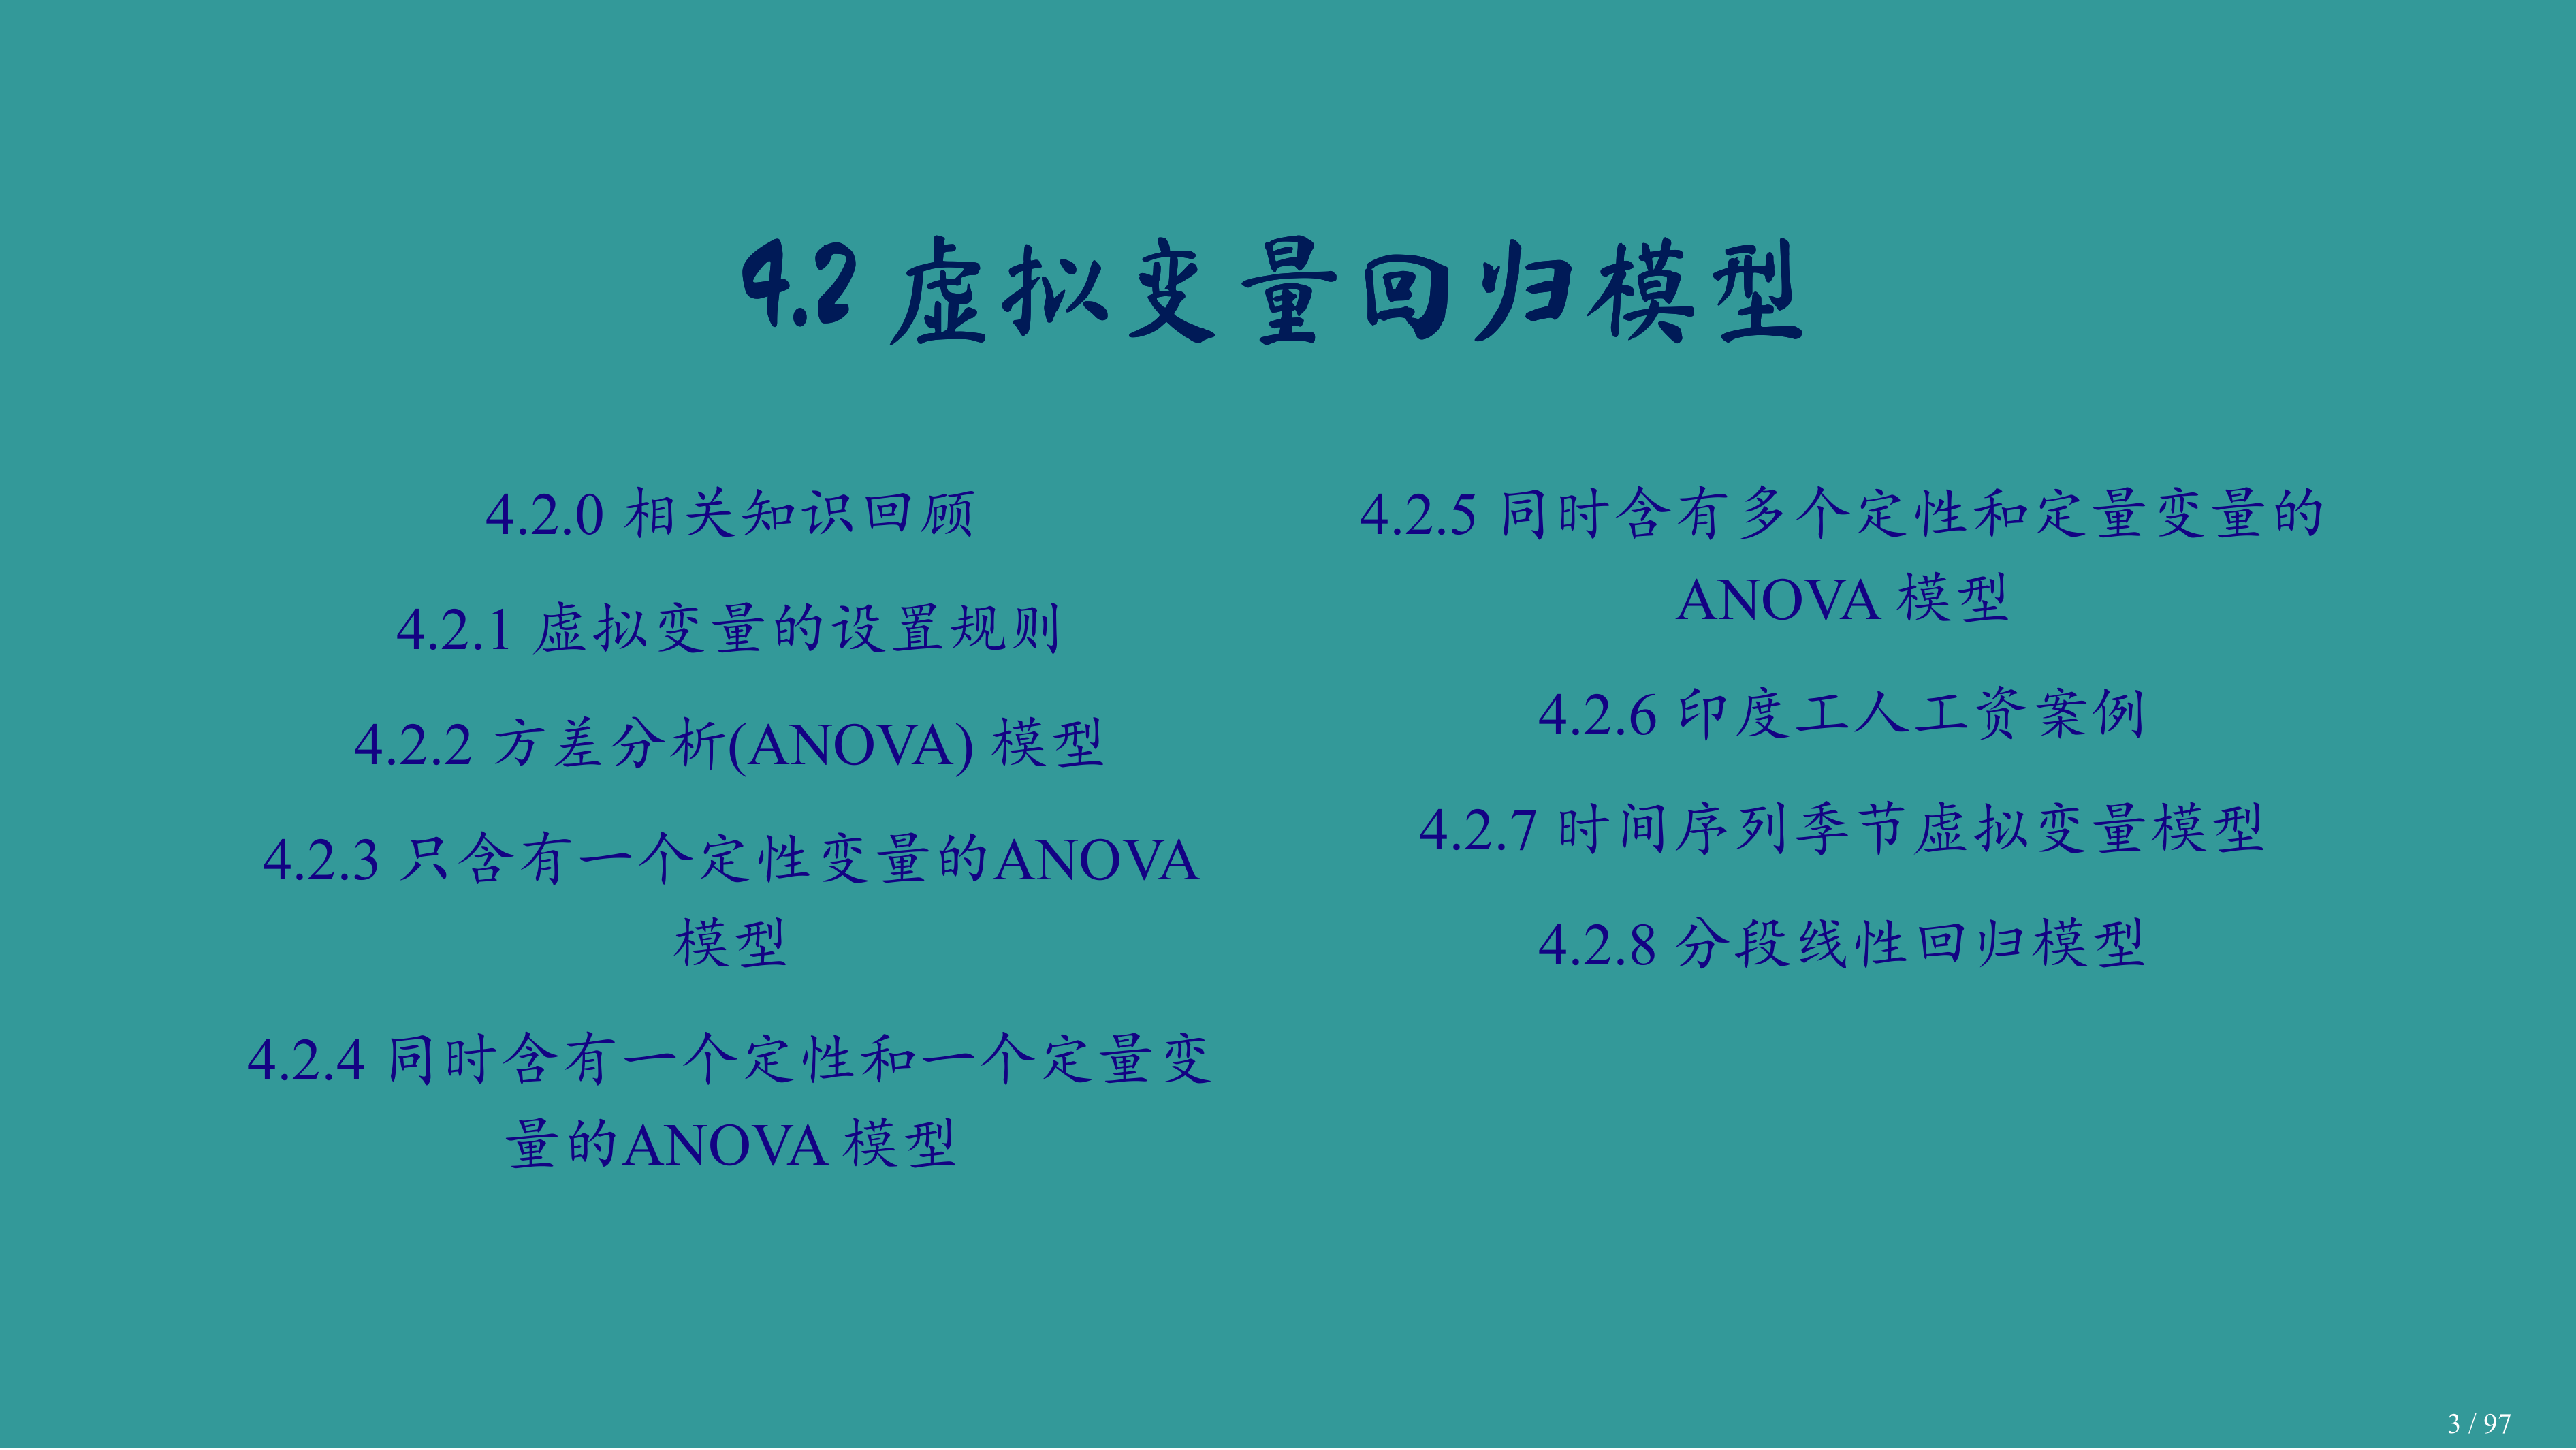 4.2 虚拟变量回归模型
4.2.0 相关知识回顾
4.2.1 虚拟变量的设置规则
4.2.2 方差分析(ANOVA) 模型
4.2.3 只含有一个定性变量的ANOVA
模型
4.2.4 同时含有一个定性和一个定量变
量的ANOVA 模型
4.2.5 同时含有多个定性和定量变量的
ANOVA 模型
4.2.6 印度工人工资案例
4.2.7 时间序列季节虚拟变量模型
4.2.8 分段线性回归模型
3 / 97